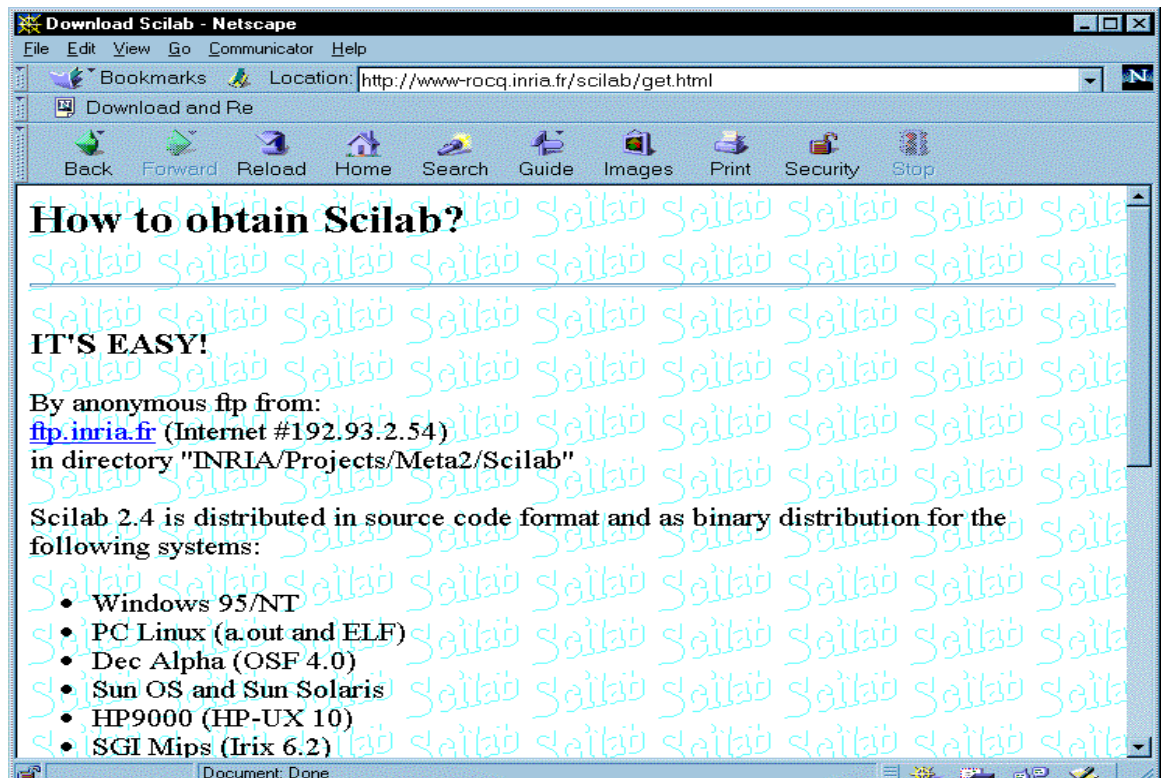 Download Scilab - Netscape
File Edit View Go Communicator Help
Bookmarks Location: http://www-rocq.inria.fr/scilab/get.html N
Download and Re
Back Forward Reload Home Search Guide Images Print Security Stop
How to obtain Scilab?
IT'S EASY!
By anonymous ftp from:
ftp.inria.fr (Internet #192.93.2.54)
in directory "INRIA/Projects/Meta2/Scilab"
Scilab 2.4 is distributed in source code format and as binary distribution for the
following systems:
• Windows 95/NT
• PC Linux (a.out and ELF)
• Dec Alpha (OSF 4.0)
• Sun OS and Sun Solaris
• HP9000 (HP-UX 10)
• SGI Mips (Irix 6.2)
Document: Done